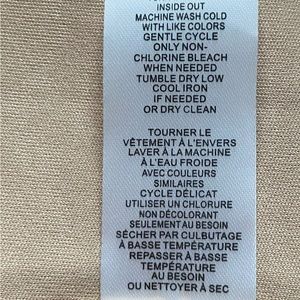 INSIDE OUT
MACHINE WASH COLD
WITH LIKE COLORS
GENTLE CYCLE
ONLY NON-
CHLORINE BLEACH
WHEN NEEDED
TUMBLE DRY LOW
COOL IRON
IF NEEDED
OR DRY CLEAN
TOURNER LE
VÊTEMENT À L'ENVERS
LAVER À LA MACHINE
À L'EAU FROIDE
AVEC COULEURS
SIMILAIRES
CYCLE DÉLICAT
UTILISER UN CHLORURE
NON DÉCOLORANT
SEULEMENT AU BESOIN
SÉCHER PAR CULBUTAGE
À BASSE TEMPÉRATURE
REPASSER À BASSE
TEMPÉRATURE
AU BESOIN
OU NETTOYER À SEC